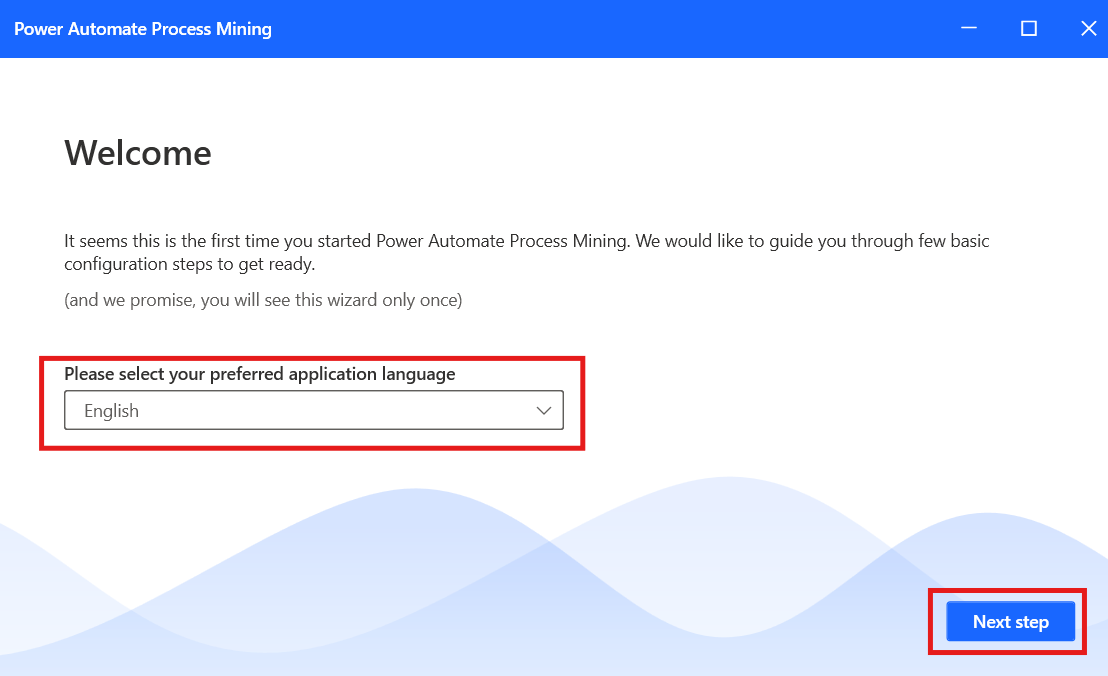 Power Automate Process Mining
Welcome
It seems this is the first time you started Power Automate Process Mining. We would like to guide you through few basic
configuration steps to get ready.
(and we promise, you will see this wizard only once)
Please select your preferred application language
English
Next step